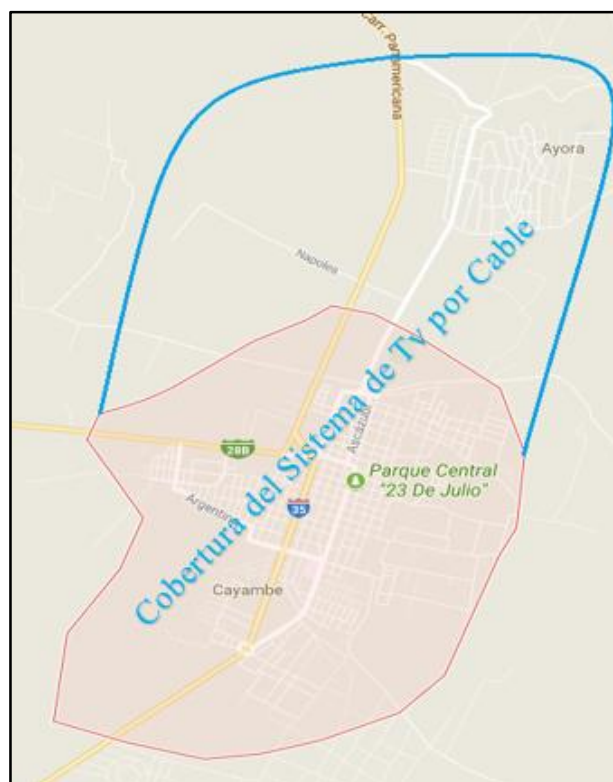 Carr. Panamericana
Ayora
Napoles
Cobertura del Sistema de Tv por Cable
Ascázubi
28B
Parque Central
"23 De Julio"
Argentina
35
Cayambe